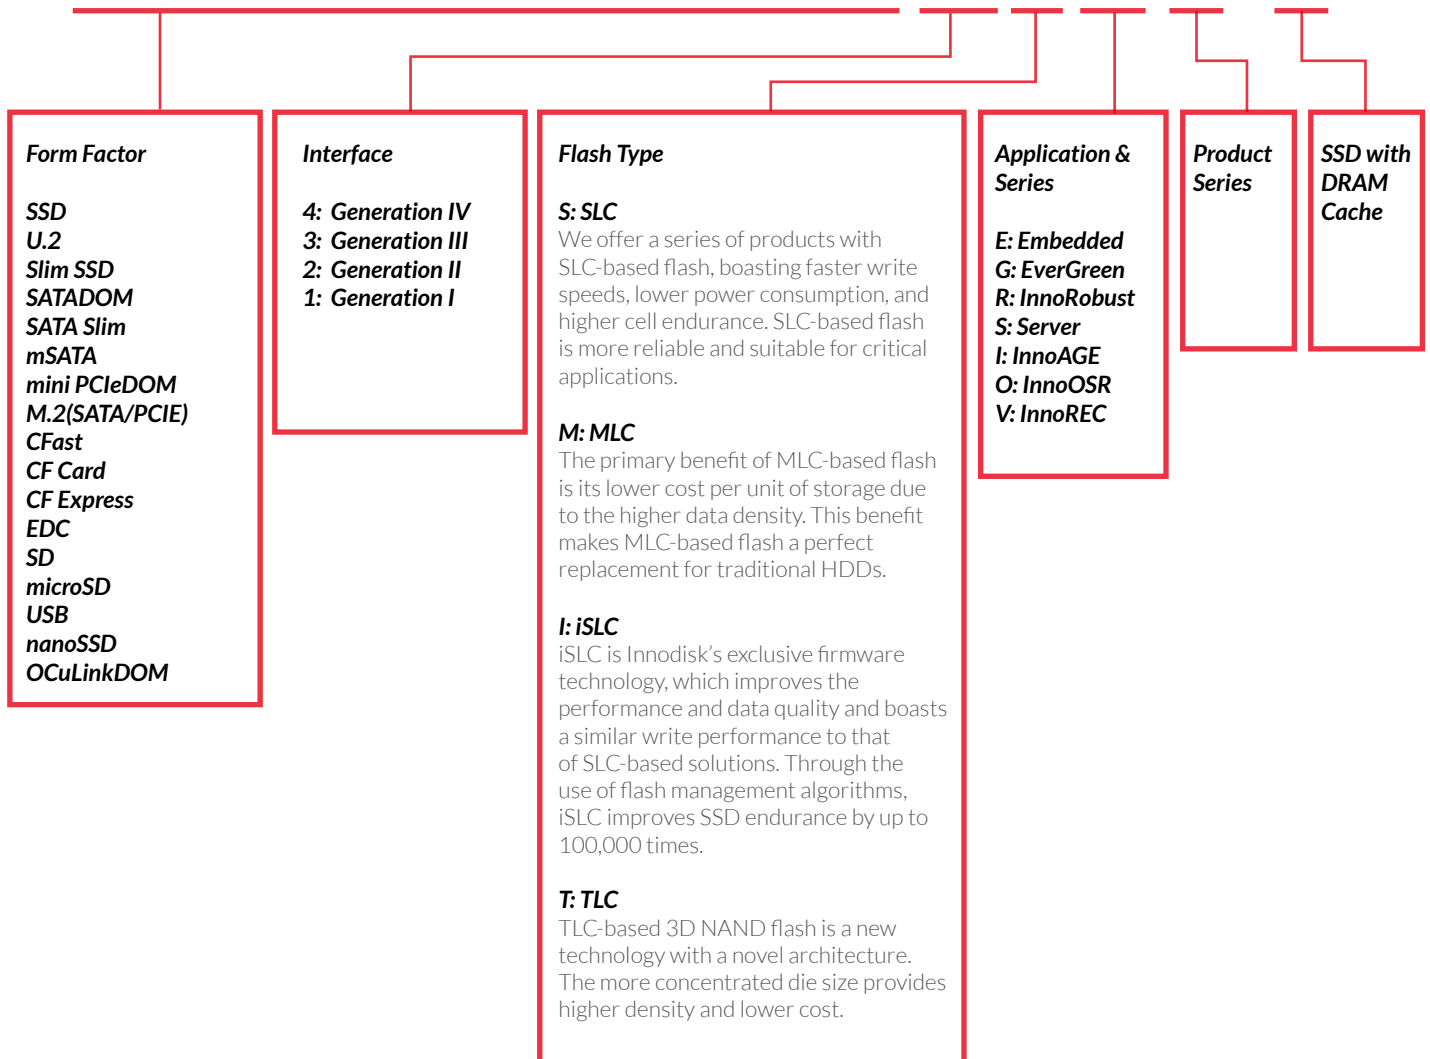 Form Factor
SSD
U.2
Slim SSD
SATADOM
SATA Slim
mSATA
mini PCIeDOM
M.2(SATA/PCIE)
CFast
CF Card
CF Express
EDC
SD
microSD
USB
nanoSSD
OCuLinkDOM
Interface
4: Generation IV
3: Generation III
2: Generation II
1: Generation I
Flash Type
S: SLC
We offer a series of products with
SLC-based flash, boasting faster write
speeds, lower power consumption, and
higher cell endurance. SLC-based flash
is more reliable and suitable for critical
applications.
M: MLC
The primary benefit of MLC-based flash
is its lower cost per unit of storage due
to the higher data density. This benefit
makes MLC-based flash a perfect
replacement for traditional HDDs.
I: iSLC
iSLC is Innodisk’s exclusive firmware
technology, which improves the
performance and data quality and boasts
a similar write performance to that
of SLC-based solutions. Through the
use of flash management algorithms,
iSLC improves SSD endurance by up to
100,000 times.
T: TLC
TLC-based 3D NAND flash is a new
technology with a novel architecture.
The more concentrated die size provides
higher density and lower cost.
Application &
Series
E: Embedded
G: EverGreen
R: InnoRobust
S: Server
I: InnoAGE
O: InnoOSR
V: InnoREC
Product
Series
SSD with
DRAM
Cache